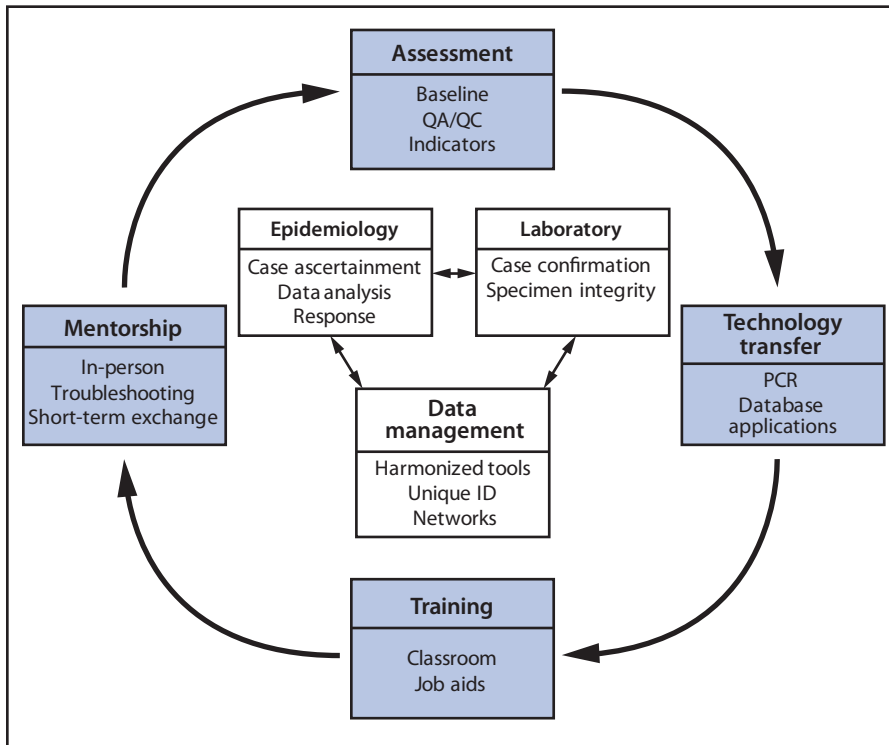 Assessment
Baseline
QA/QC
Indicators
Epidemiology
Case ascertainment
Data analysis
Response
Laboratory
Case confirmation
Specimen integrity
Mentorship
In-person
Troubleshooting
Short-term exchange
Technology
transfer
PCR
Database
applications
Data
management
Harmonized tools
Unique ID
Networks
Training
Classroom
Job aids